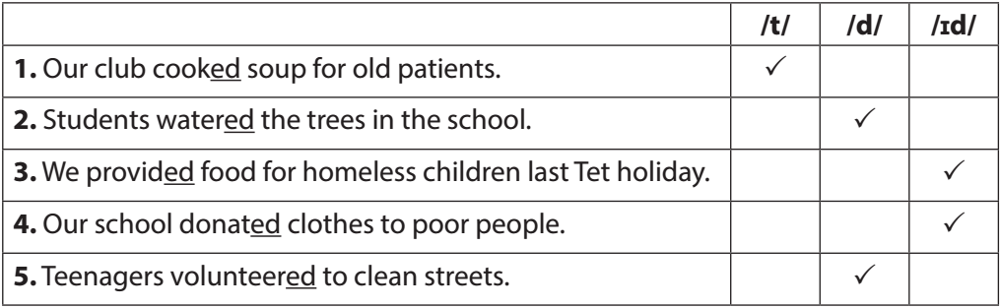 /t/ /d/ /ɪd/
1. Our club cooked soup for old patients. ✓
2. Students watered the trees in the school. ✓
3. We provided food for homeless children last Tet holiday. ✓
4. Our school donated clothes to poor people. ✓
5. Teenagers volunteered to clean streets. ✓